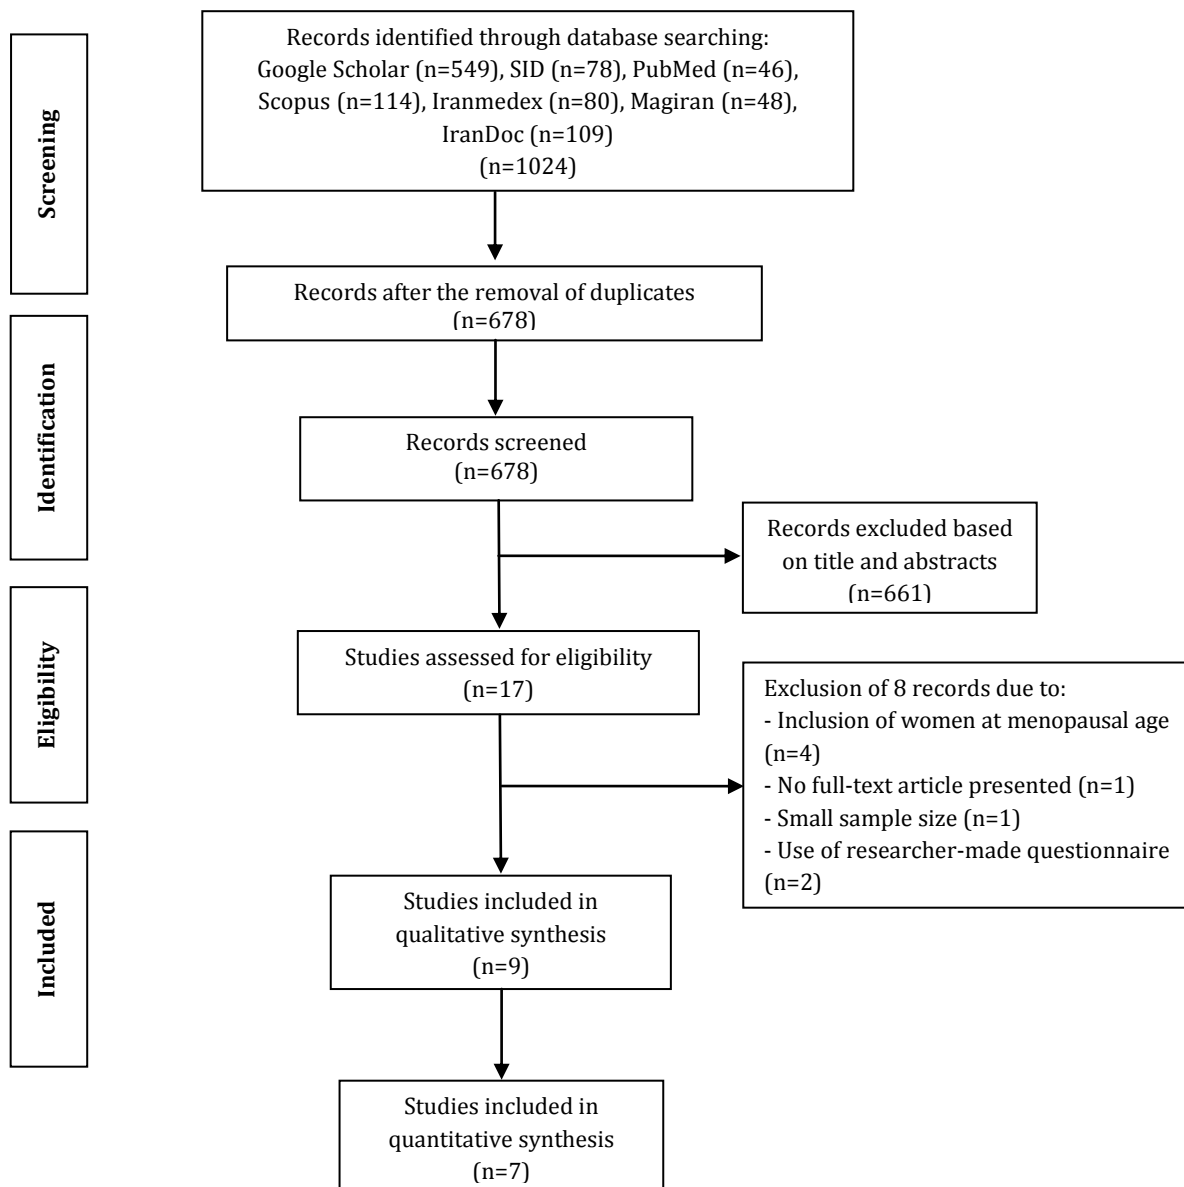 Screening
Records identified through database searching:
Google Scholar (n=549), SID (n=78), PubMed (n=46),
Scopus (n=114), Iranmedex (n=80), Magiran (n=48),
IranDoc (n=109)
(n=1024)
Records after the removal of duplicates
(n=678)
Identification
Records screened
(n=678)
Records excluded based
on title and abstracts
(n=661)
Eligibility
Studies assessed for eligibility
(n=17)
Exclusion of 8 records due to:
- Inclusion of women at menopausal age
(n=4)
- No full-text article presented (n=1)
- Small sample size (n=1)
- Use of researcher-made questionnaire
(n=2)
Included
Studies included in
qualitative synthesis
(n=9)
Studies included in
quantitative synthesis
(n=7)